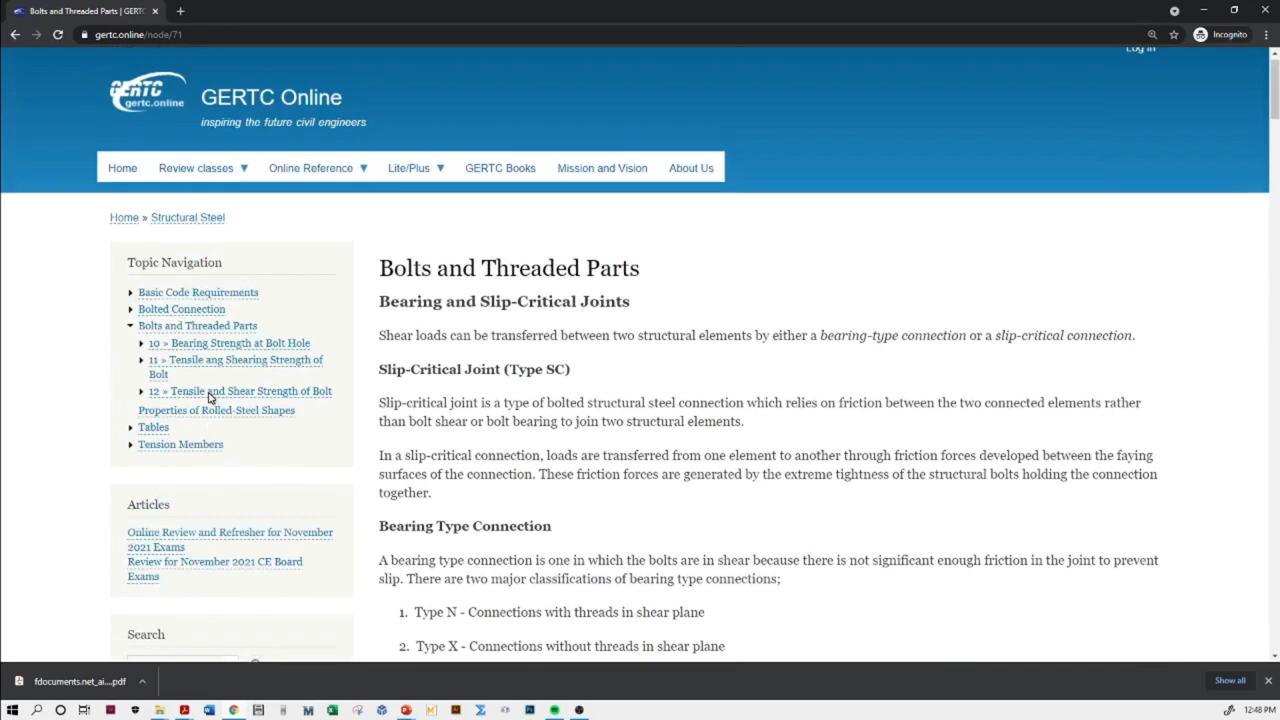 Bolts and Threaded Parts | GERTC
gertc.online/node/71
Incognito
Log in
GERTC
gertc.online
GERTC Online
inspiring the future civil engineers
Home Review classes Online Reference Lite/Plus GERTC Books Mission and Vision About Us
Home » Structural Steel
Topic Navigation
Basic Code Requirements
Bolted Connection
Bolts and Threaded Parts
10 » Bearing Strength at Bolt Hole
11 » Tensile ang Shearing Strength of
Bolt
12 » Tensile and Shear Strength of Bolt
Properties of Rolled-Steel Shapes
Tables
Tension Members
Articles
Online Review and Refresher for November
2021 Exams
Review for November 2021 CE Board
Exams
Search
Bolts and Threaded Parts
Bearing and Slip-Critical Joints
Shear loads can be transferred between two structural elements by either a bearing-type connection or a slip-critical connection.
Slip-Critical Joint (Type SC)
Slip-critical joint is a type of bolted structural steel connection which relies on friction between the two connected elements rather
than bolt shear or bolt bearing to join two structural elements.
In a slip-critical connection, loads are transferred from one element to another through friction forces developed between the faying
surfaces of the connection. These friction forces are generated by the extreme tightness of the structural bolts holding the connection
together.
Bearing Type Connection
A bearing type connection is one in which the bolts are in shear because there is not significant enough friction in the joint to prevent
slip. There are two major classifications of bearing type connections;
1. Type N - Connections with threads in shear plane
2. Type X - Connections without threads in shear plane
fdocuments.net_ai....pdf
Show all
12:48 PM